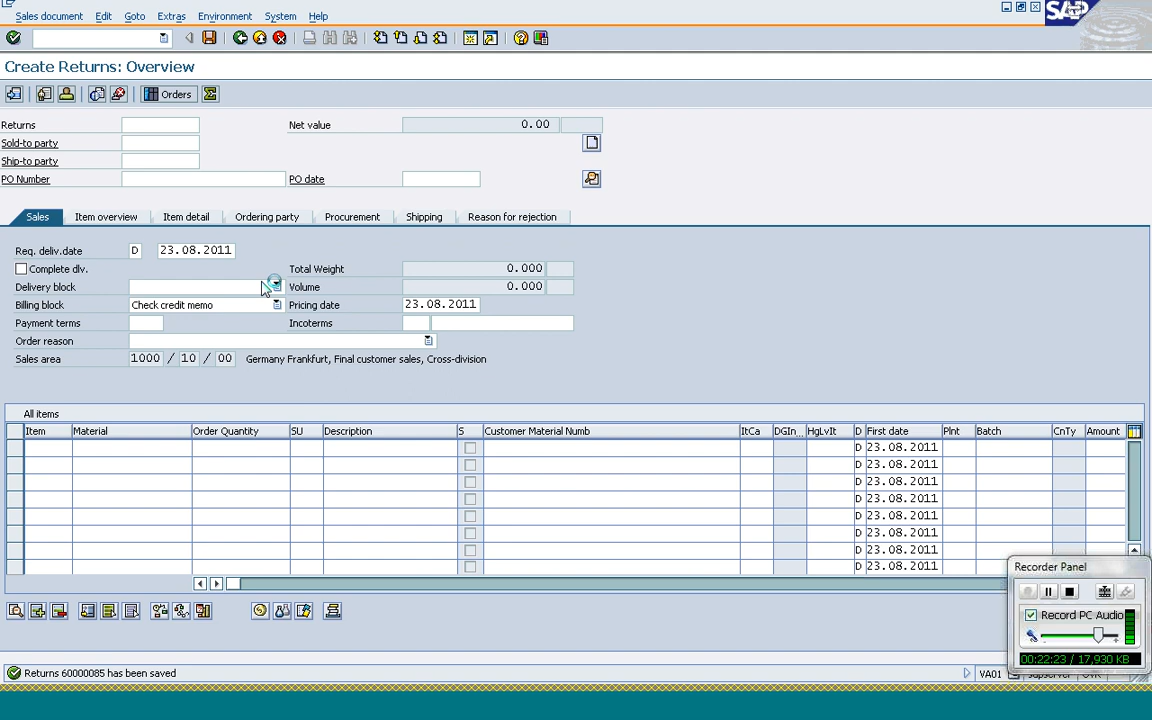 Sales document Edit Goto Extras Environment System Help
SAP
Create Returns: Overview
Orders
Returns Net value 0.00
Sold-to party
Ship-to party
PO Number PO date
Sales Item overview Item detail Ordering party Procurement Shipping Reason for rejection
Req. deliv.date D 23.08.2011
Complete dlv. Total Weight 0.000
Delivery block Volume 0.000
Billing block Check credit memo Pricing date 23.08.2011
Payment terms Incoterms
Order reason
Sales area 1000 / 10 / 00 Germany Frankfurt, Final customer sales, Cross-division
All items
Item Material Order Quantity SU Description S Customer Material Numb ItCa DGIn... HgLvIt D First date Plnt Batch CnTy Amount
D 23.08.2011
D 23.08.2011
D 23.08.2011
D 23.08.2011
D 23.08.2011
D 23.08.2011
D 23.08.2011
D 23.08.2011
Recorder Panel
Record PC Audio
00:22:23 / 17,930 KB
Returns 60000085 has been saved VA01